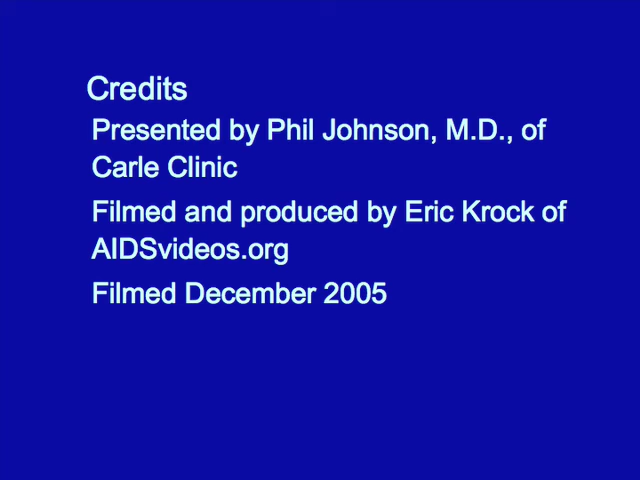 Credits
Presented by Phil Johnson, M.D., of
Carle Clinic
Filmed and produced by Eric Krock of
AIDSvideos.org
Filmed December 2005